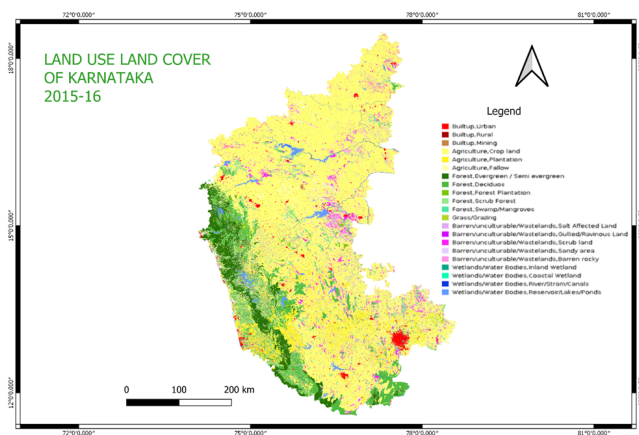 72°0'0.000"
75°0'0.000"
78°0'0.000"
81°0'0.000"
18°0'0.000"
LAND USE LAND COVER
OF KARNATAKA
2015-16
Legend
Builtup,Urban
Builtup,Rural
Builtup,Mining
Agriculture,Crop land
Agriculture,Plantation
Agriculture,Fallow
Forest,Evergreen / Semi evergreen
Forest,Deciduos
Forest,Forest Plantation
Forest,Scrub Forest
Forest,Swamp/Mangroves
Grass/Grazing
Barren/unculturable/Wastelands,Salt Affected Land
Barren/unculturable/Wastelands,Gullied/Ravinous Land
Barren/unculturable/Wastelands,Scrub land
Barren/unculturable/Wastelands,Sandy area
Barren/unculturable/Wastelands,Barren rocky
Wetlands/Water Bodies,Inland Wetland
Wetlands/Water Bodies,Coastal Wetland
Wetlands/Water Bodies,River/Stram/Canals
Wetlands/Water Bodies,Reservoir/Lakes/Ponds
15°0'0.000"
0 100 200 km
12°0'0.000"
72°0'0.000"
75°0'0.000"
78°0'0.000"
81°0'0.000"